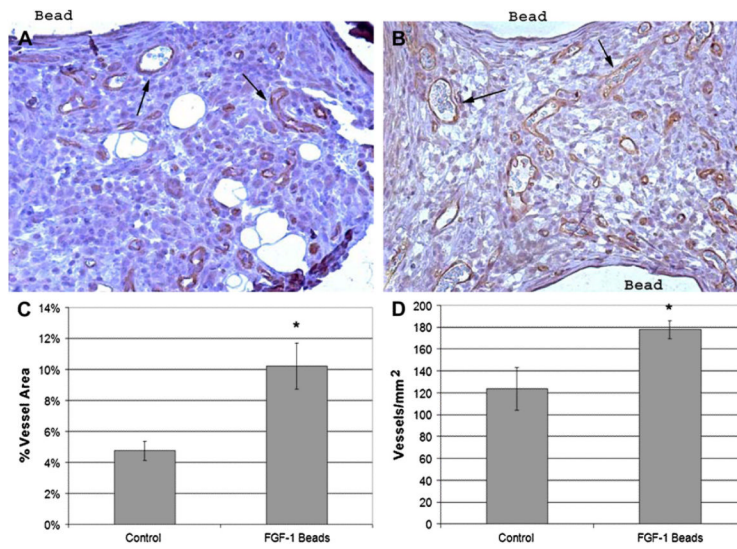 Bead
A
Bead
B
Bead
C
14%
12%
10%
8%
6%
4%
2%
0%
% Vessel Area
*
Control
FGF-1 Beads
D
200
180
160
140
120
100
80
60
40
20
0
Vessels/mm²
*
Control
FGF-1 Beads